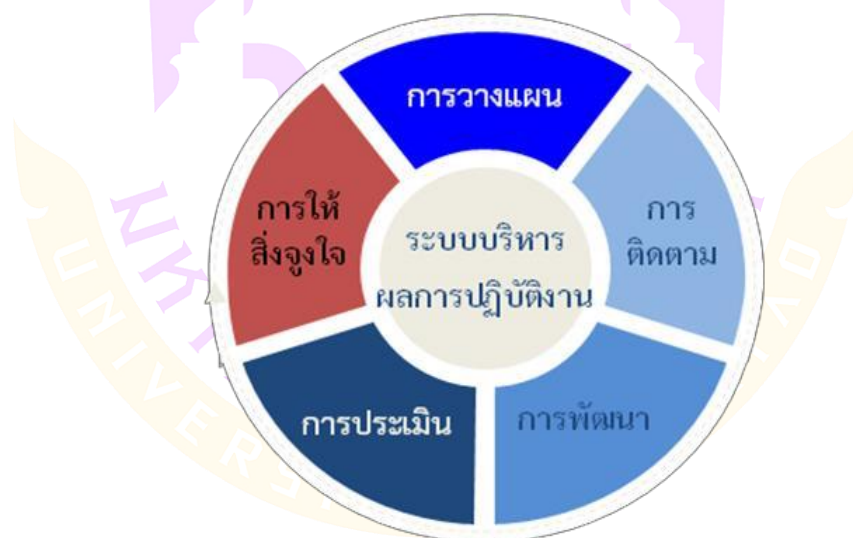 การวางแผน
การ
ติดตาม
การพัฒนา
การประเมิน
การให้
สิ่งจูงใจ
ระบบบริหาร
ผลการปฏิบัติงาน
UNIVERS